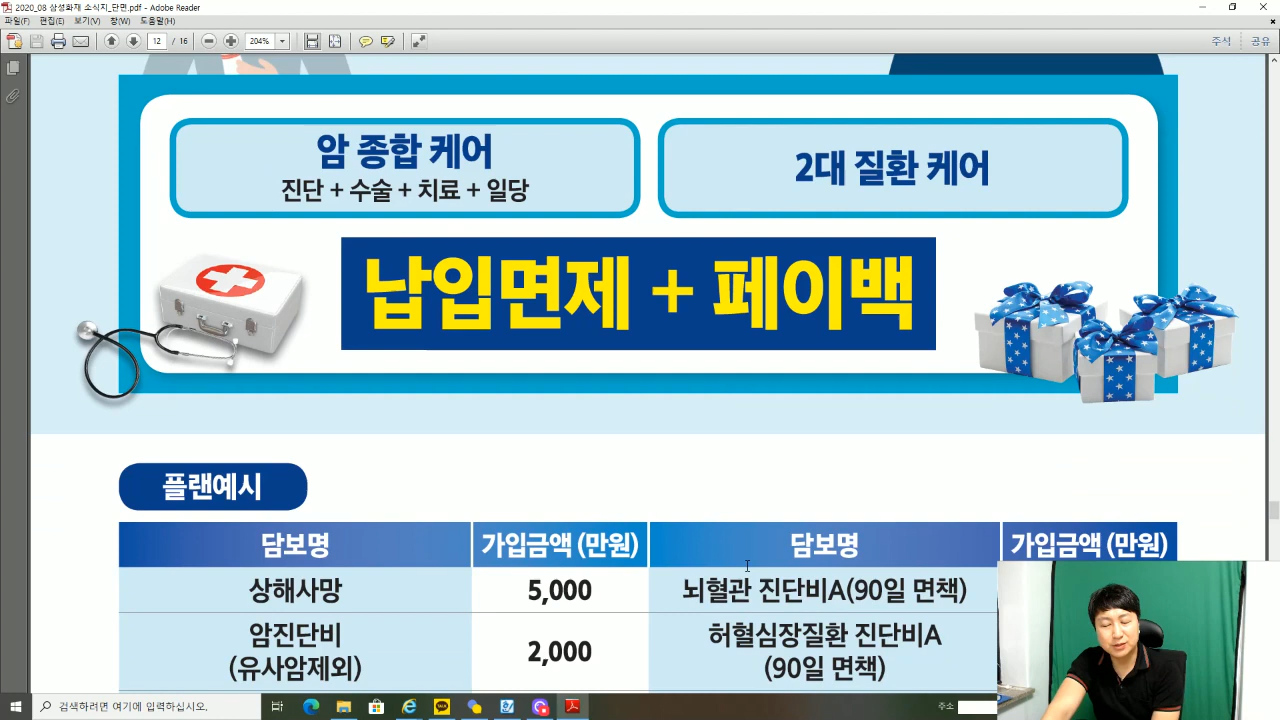 2020_08 삼성화재 소식지_단면.pdf - Adobe Reader
파일(F) 편집(E) 보기(V) 창(W) 도움말(H)
12 / 16 204% 주석 공유
암 종합 케어
진단 + 수술 + 치료 + 일당
2대 질환 케어
납입면제 + 페이백
플랜예시
담보명 가입금액 (만원) 담보명 가입금액 (만원)
상해사망 5,000 뇌혈관 진단비A(90일 면책)
암진단비
(유사암제외)
2,000
허혈심장질환 진단비A
(90일 면책)
검색하려면 여기에 입력하십시오.
주소